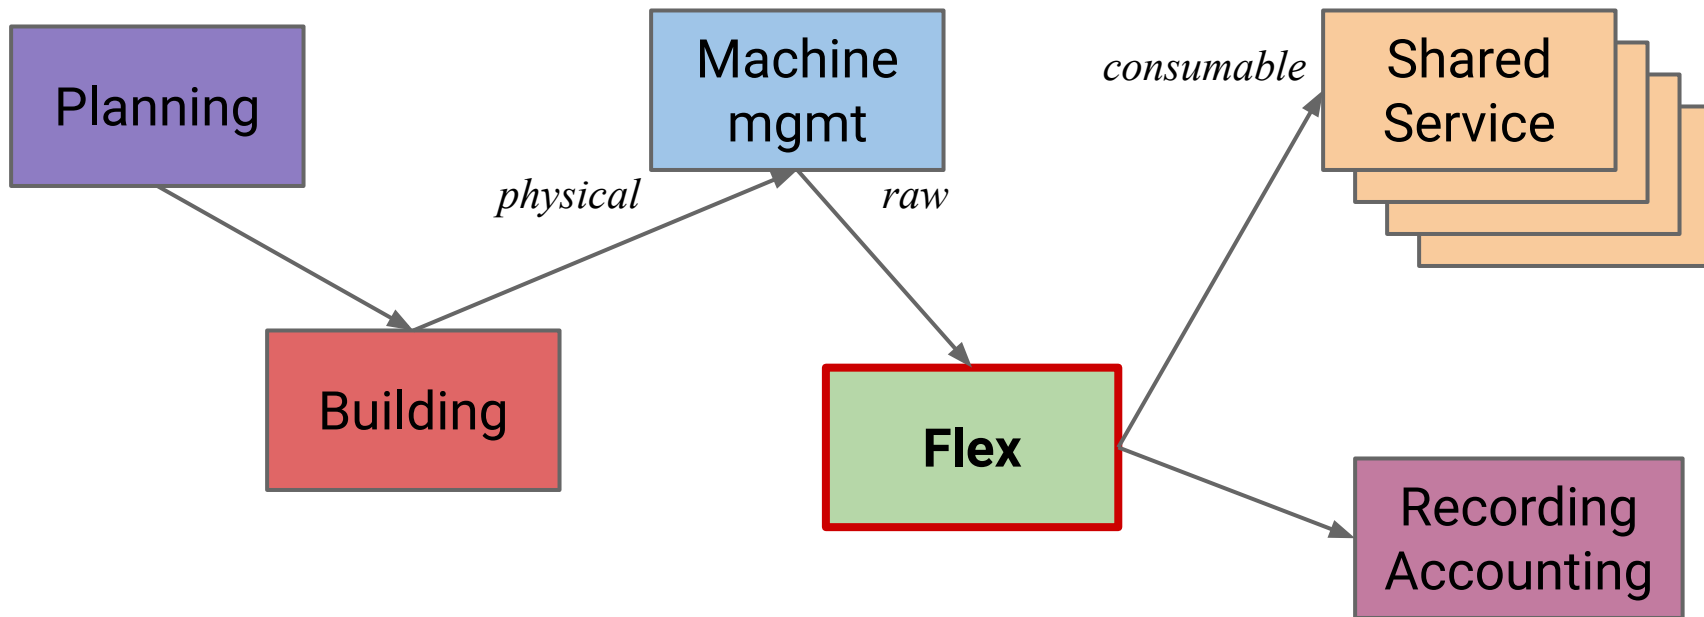 Planning
Machine
mgmt
consumable
Shared
Service
physical
raw
Building
Flex
Recording
Accounting